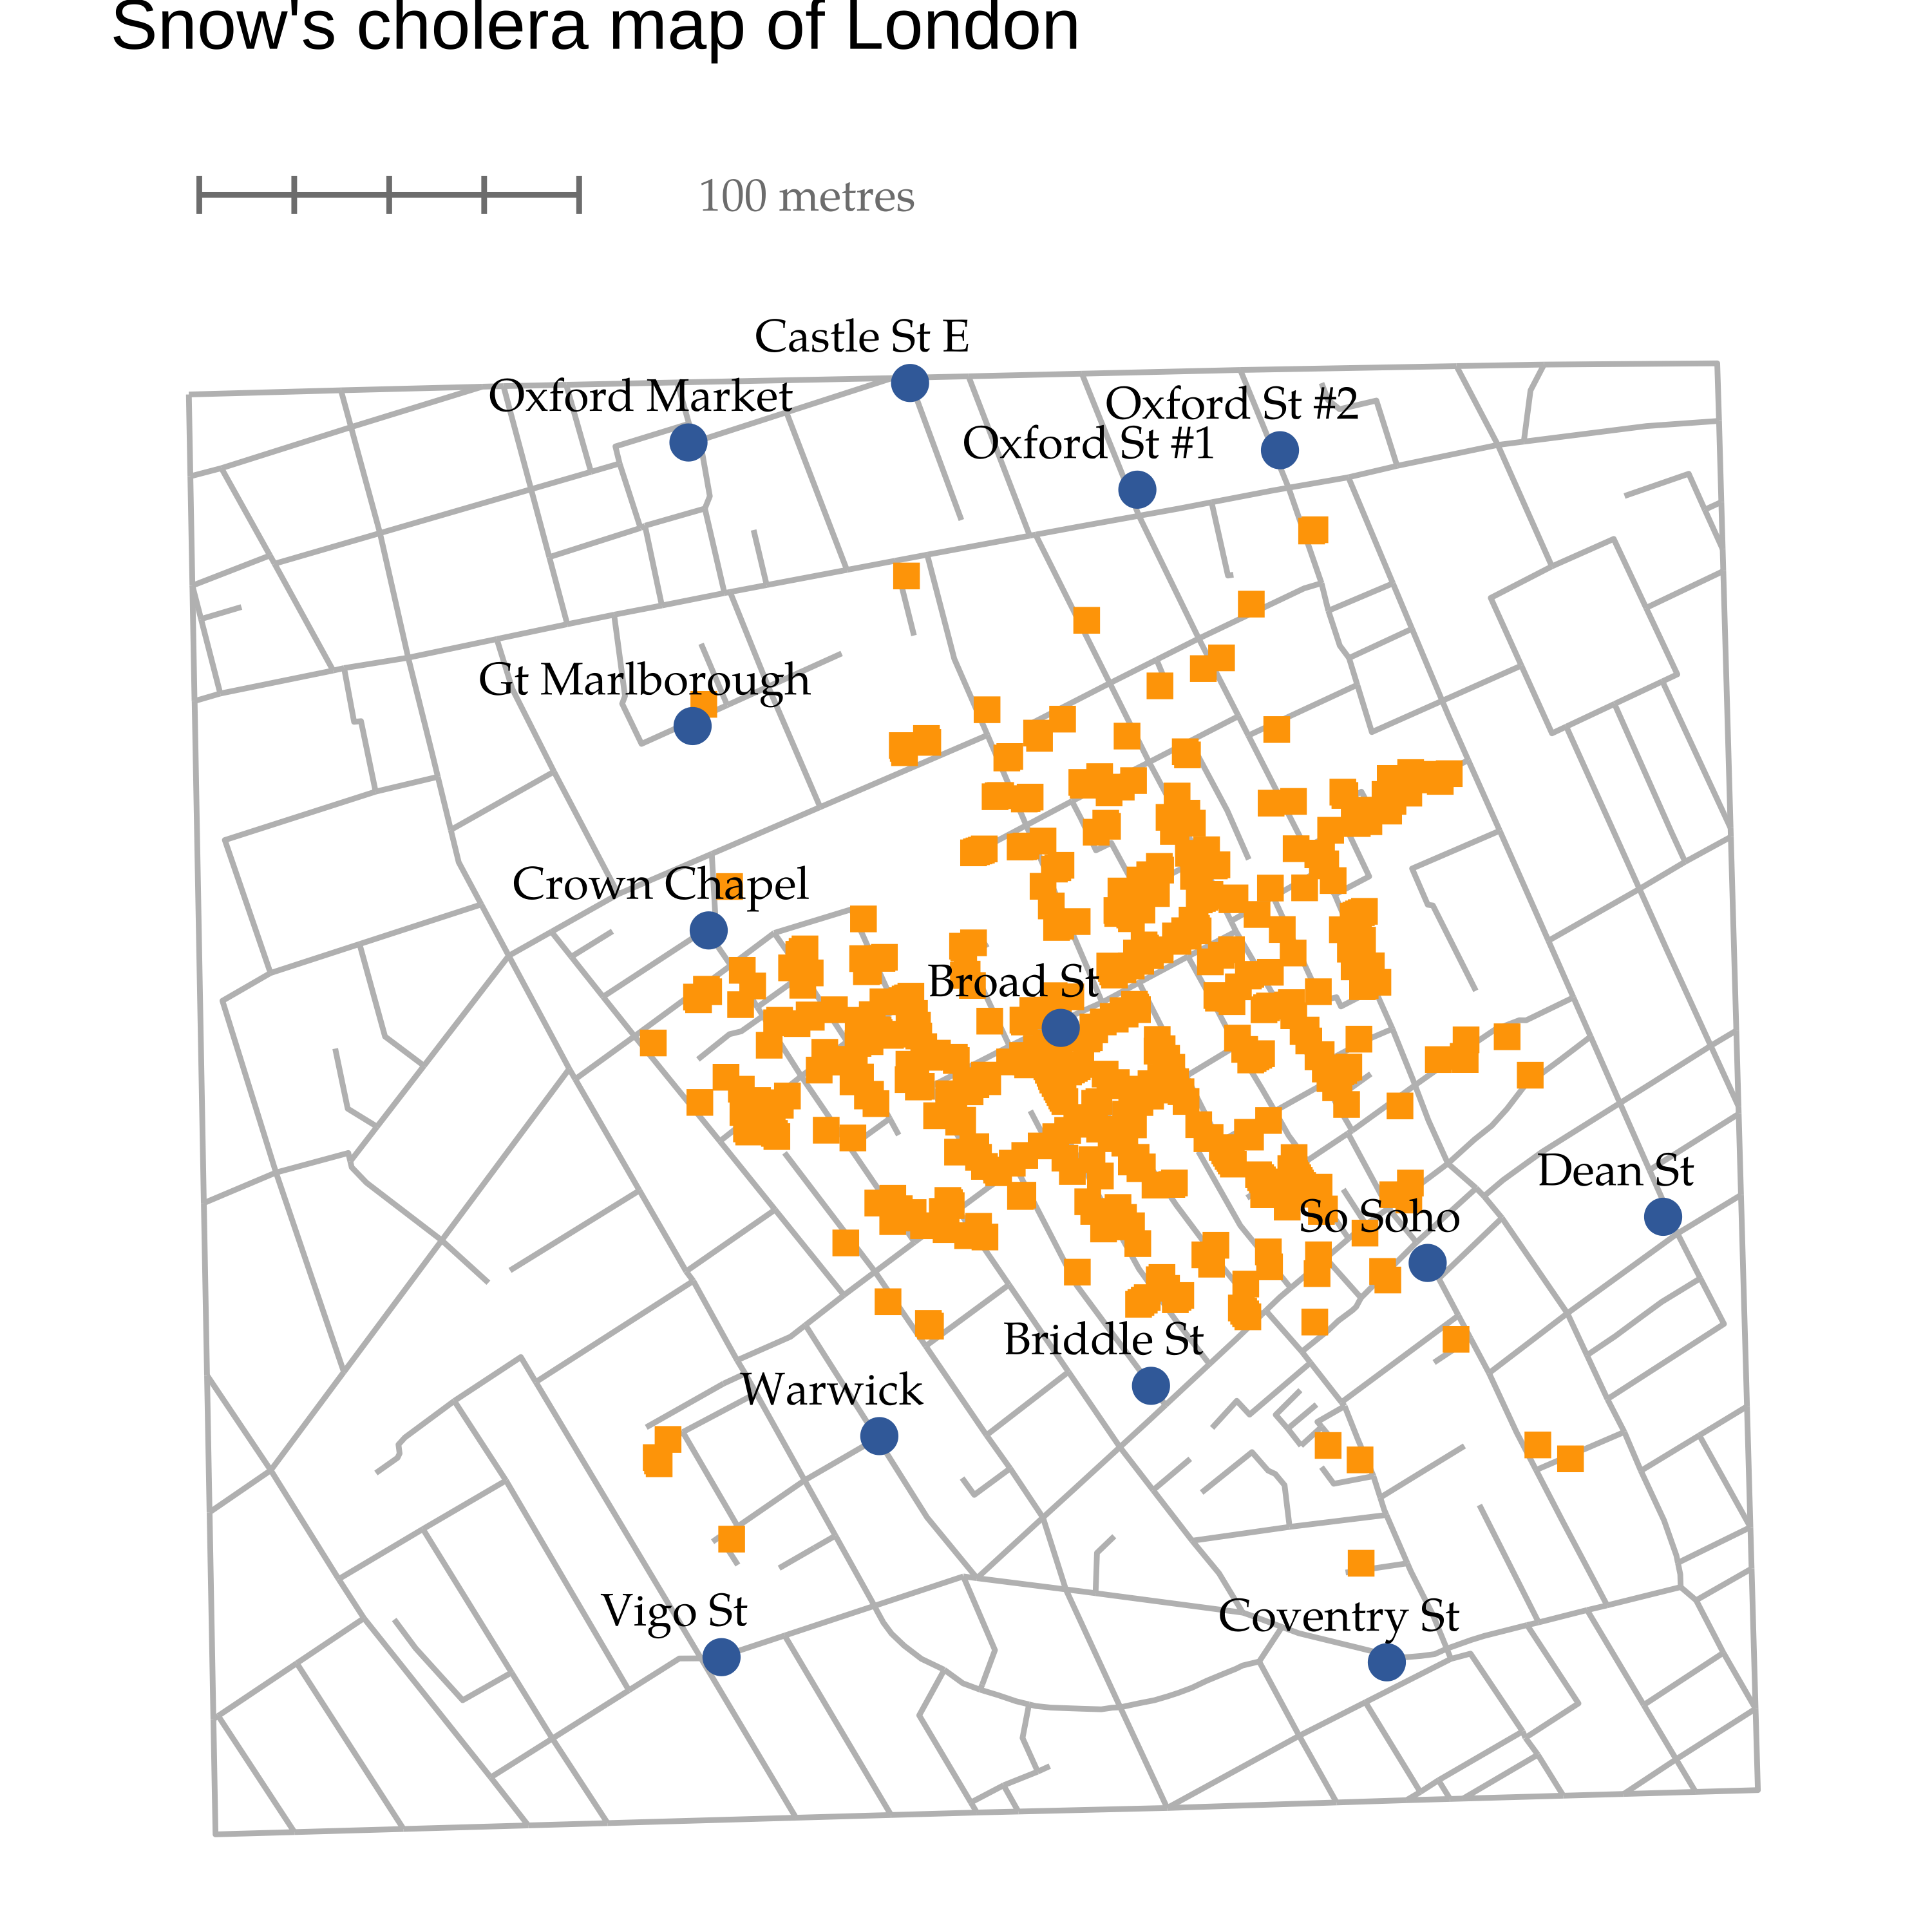 Snow's cholera map of London
100 metres
Castle St E
Oxford Market
Oxford St #2
Oxford St #1
Gt Marlborough
Crown Chapel
Broad St
Dean St
So Soho
Briddle St
Warwick
Vigo St
Coventry St